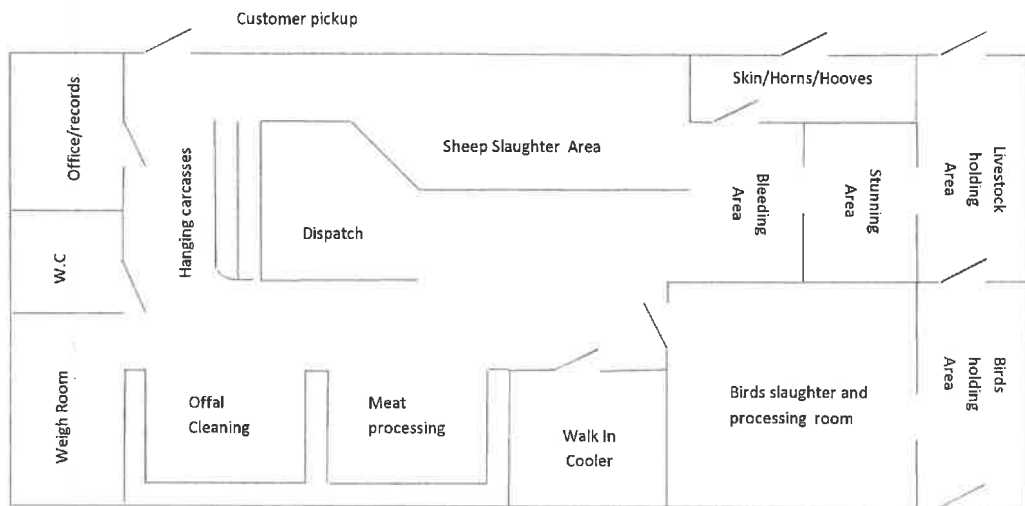 Customer pickup
Office/records
Skin/Horns/Hooves
Sheep Slaughter  Area
Livestock
holding
Area
Bleeding
Area
Stunning
Area
Hanging carcasses
Dispatch
W.C
Weigh Room
Offal
Cleaning
Meat
processing
Walk In
Cooler
Birds slaughter and
processing  room
Birds
holding
Area